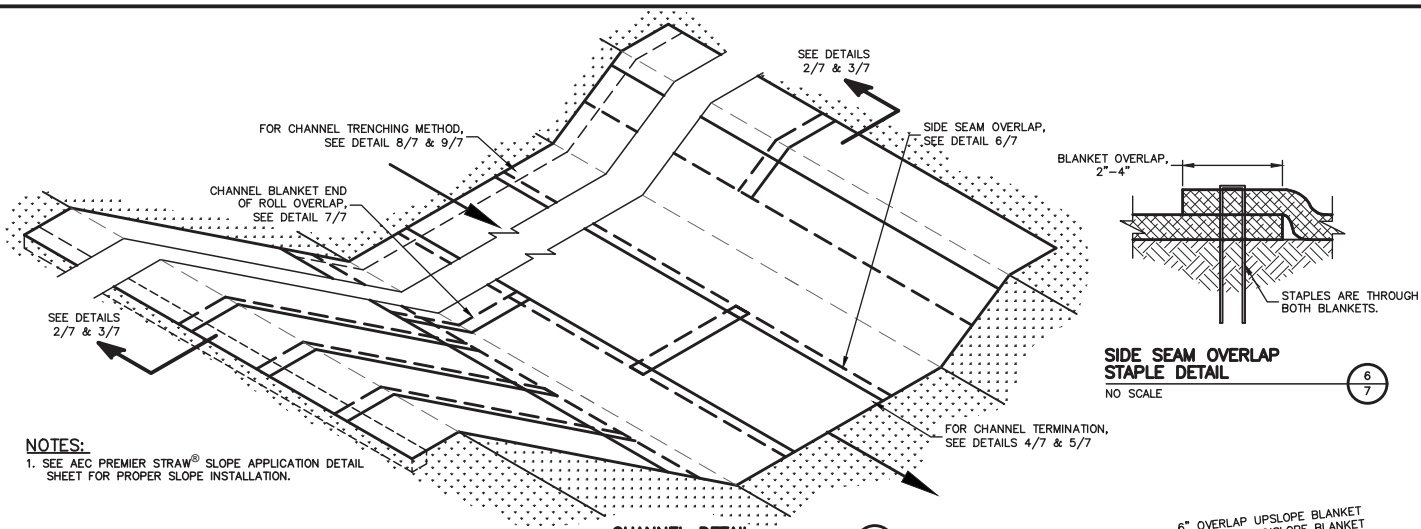 SEE DETAILS
2/7 & 3/7
FOR CHANNEL TRENCHING METHOD,
SEE DETAIL 8/7 & 9/7
SIDE SEAM OVERLAP,
SEE DETAIL 6/7
CHANNEL BLANKET END
OF ROLL OVERLAP,
SEE DETAIL 7/7
SEE DETAILS
2/7 & 3/7
FOR CHANNEL TERMINATION,
SEE DETAILS 4/7 & 5/7
NOTES:
1. SEE AEC PREMIER STRAW® SLOPE APPLICATION DETAIL
SHEET FOR PROPER SLOPE INSTALLATION.
BLANKET OVERLAP,
2"-4"
STAPLES ARE THROUGH
BOTH BLANKETS.
SIDE SEAM OVERLAP
STAPLE DETAIL
NO SCALE
6
7
CHANNEL DETAIL
6" OVERLAP UPSLOPE BLANKET